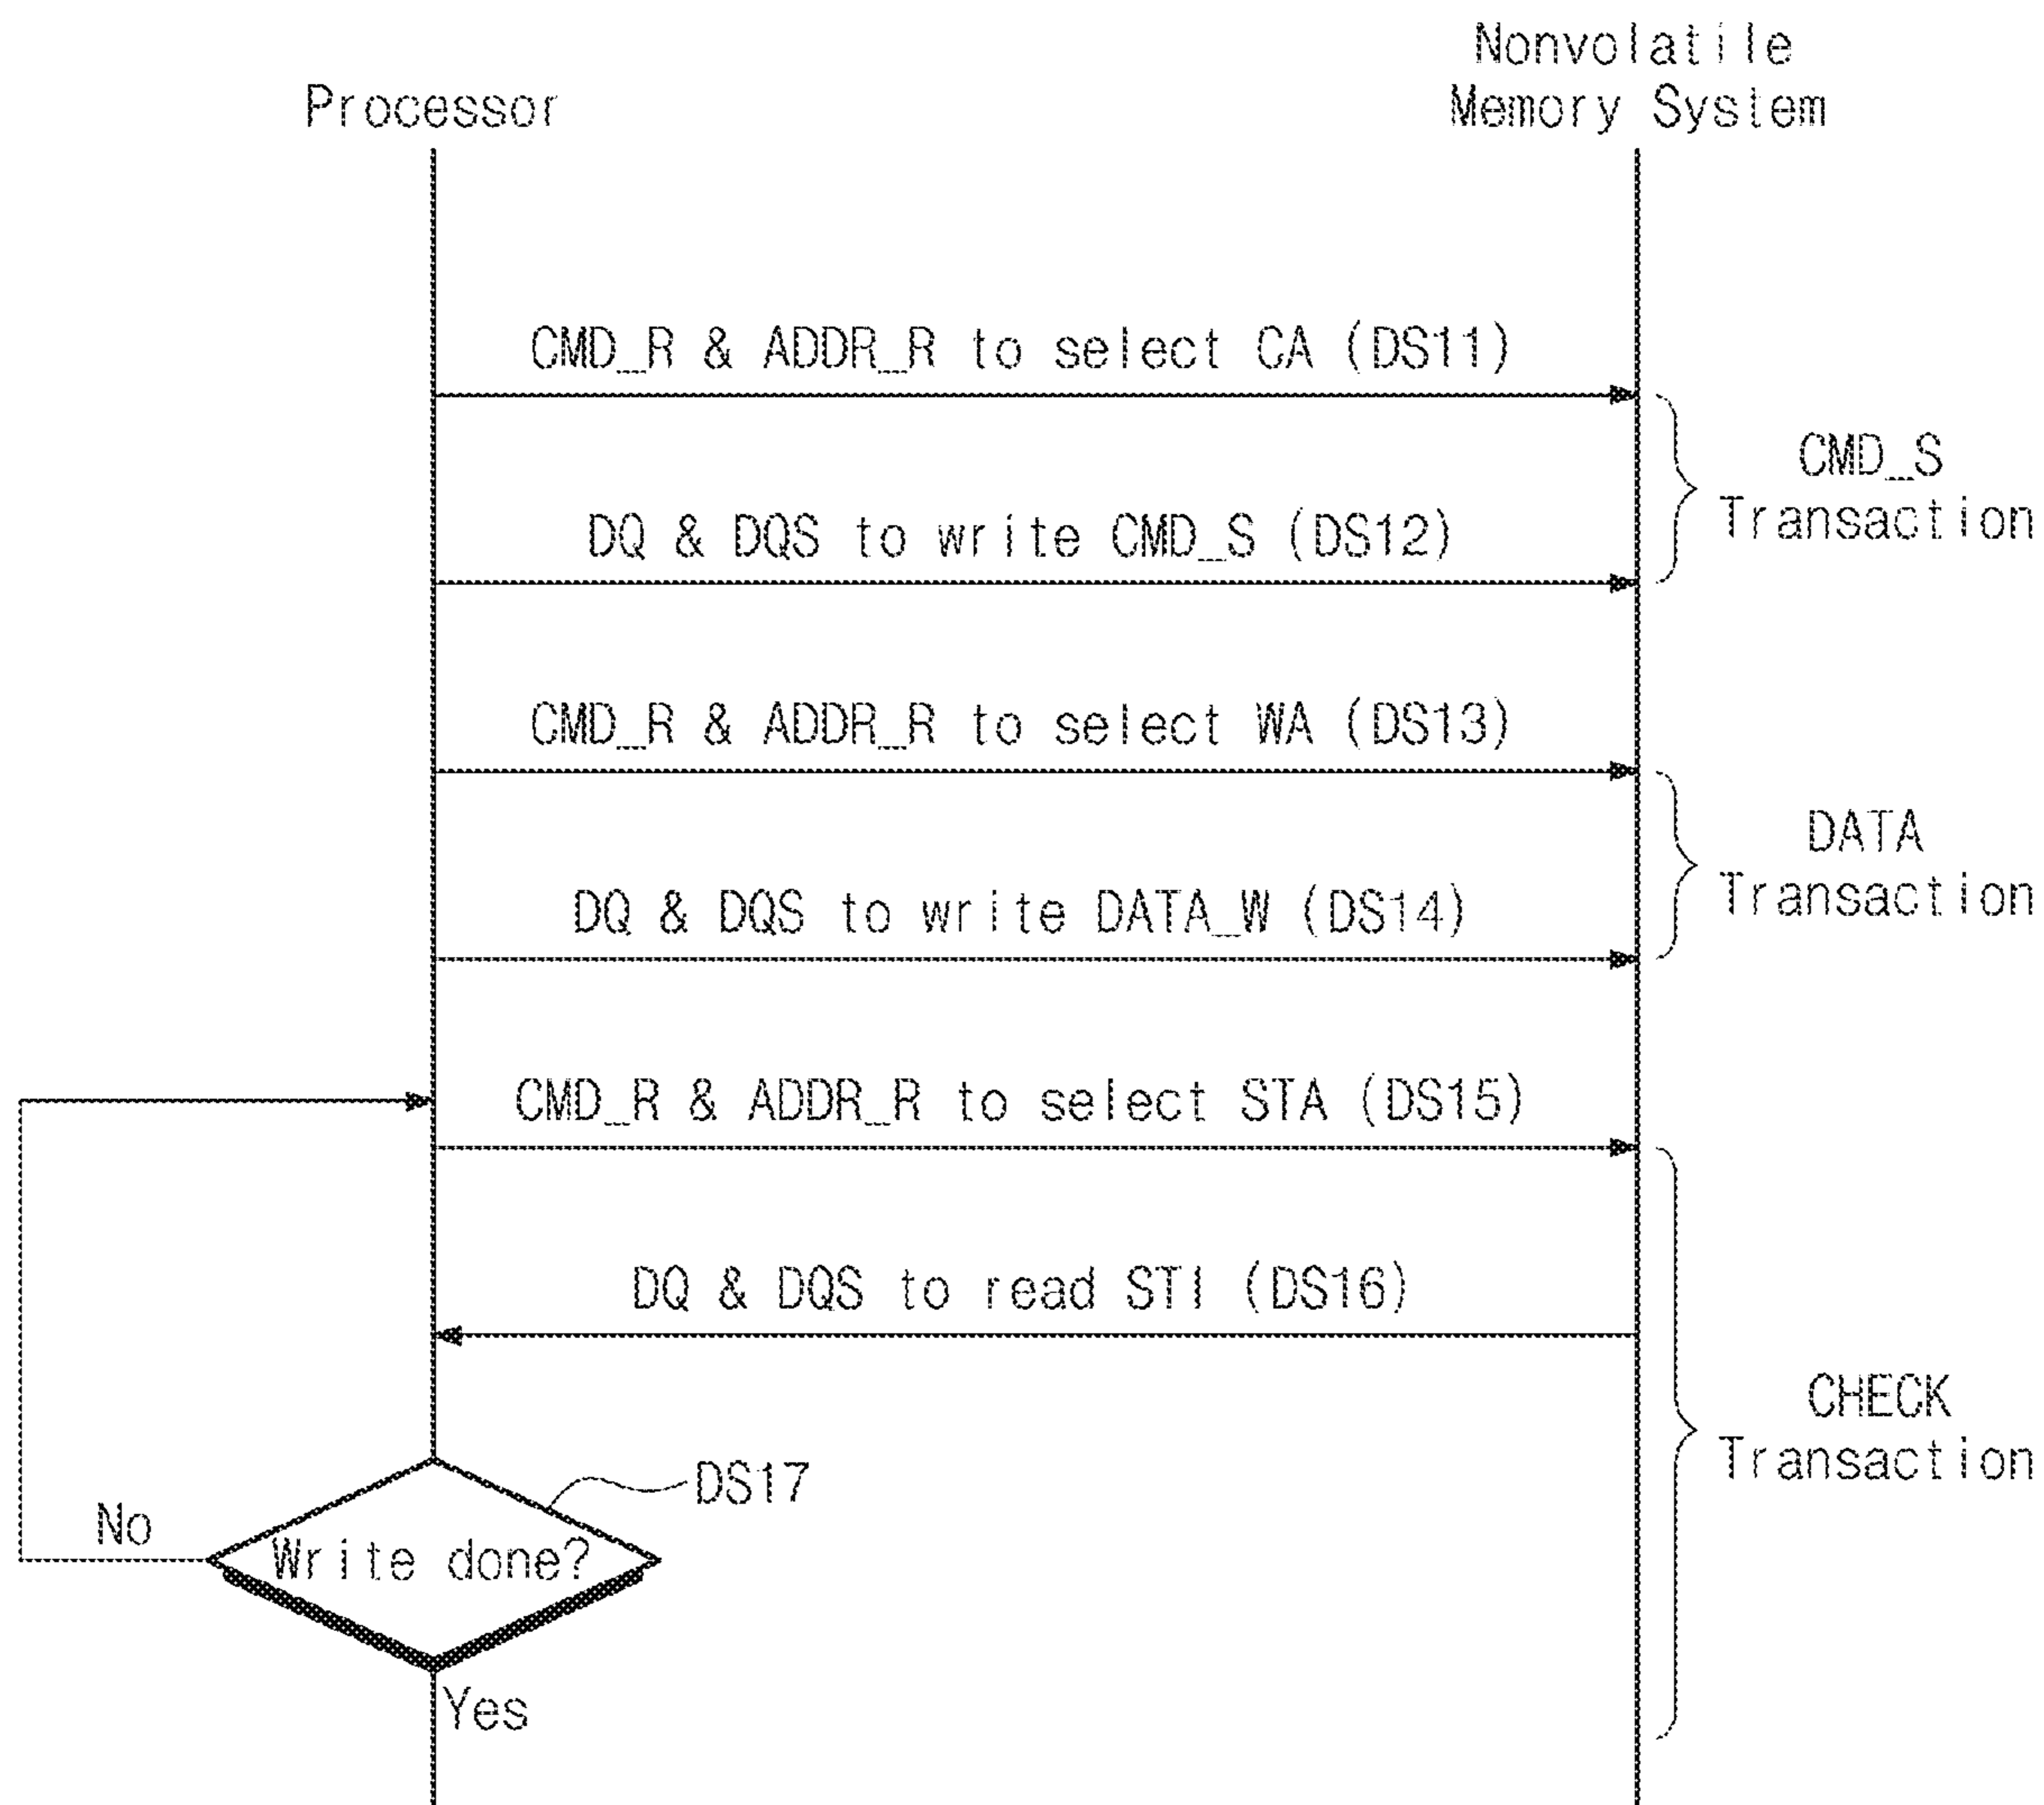 Processor
Nonvolatile
Memory System
CMD_R & ADDR_R to select CA (DS11)
CMD_S
Transaction
DQ & DQS to write CMD_S (DS12)
CMD_R & ADDR_R to select WA (DS13)
DATA
Transaction
DQ & DQS to write DATA_W (DS14)
CMD_R & ADDR_R to select STA (DS15)
DQ & DQS to read STI (DS16)
CHECK
Transaction
DS17
No
Write done?
Yes